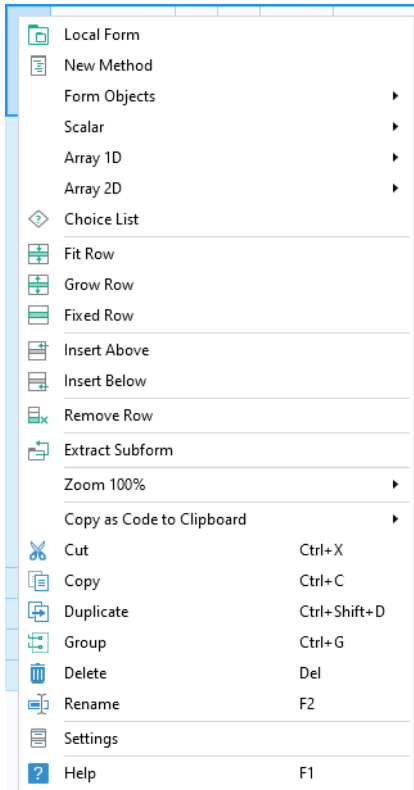 Local Form
New Method
Form Objects
Scalar
Array 1D
Array 2D
Choice List
Fit Row
Grow Row
Fixed Row
Insert Above
Insert Below
Remove Row
Extract Subform
Zoom 100%
Copy as Code to Clipboard
Cut Ctrl+X
Copy Ctrl+C
Duplicate Ctrl+Shift+D
Group Ctrl+G
Delete Del
Rename F2
Settings
? Help F1